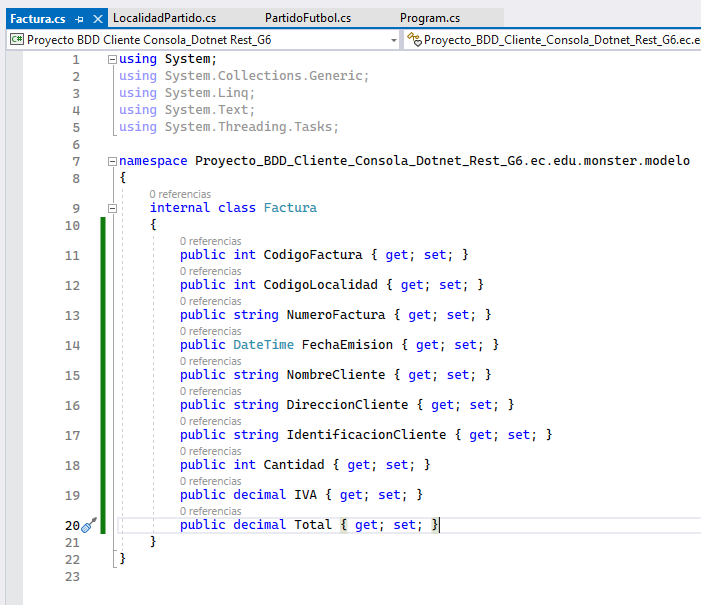 Factura.cs LocalidadPartido.cs PartidoFutbol.cs Program.cs
C# Proyecto BDD Cliente Consola_Dotnet Rest_G6 Proyecto_BDD_Cliente_Consola_Dotnet_Rest_G6.ec.e
1 using System;
2 using System.Collections.Generic;
3 using System.Linq;
4 using System.Text;
5 using System.Threading.Tasks;
6
7 namespace Proyecto_BDD_Cliente_Consola_Dotnet_Rest_G6.ec.edu.monster.modelo
8 {
0 referencias
9 internal class Factura
10 {
0 referencias
11 public int CodigoFactura { get; set; }
0 referencias
12 public int CodigoLocalidad { get; set; }
0 referencias
13 public string NumeroFactura { get; set; }
0 referencias
14 public DateTime FechaEmision { get; set; }
0 referencias
15 public string NombreCliente { get; set; }
0 referencias
16 public string DireccionCliente { get; set; }
0 referencias
17 public string IdentificacionCliente { get; set; }
0 referencias
18 public int Cantidad { get; set; }
0 referencias
19 public decimal IVA { get; set; }
0 referencias
20 public decimal Total { get; set; }
21 }
22 }
23